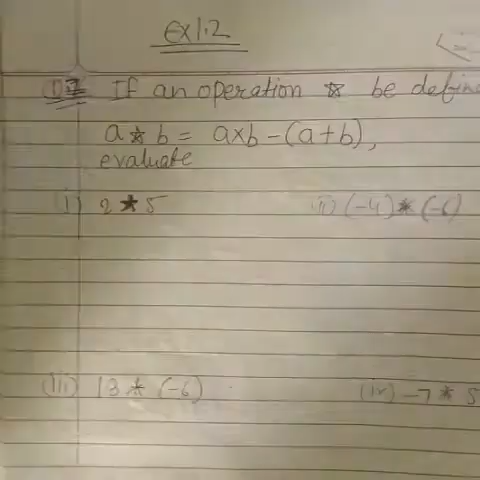 Ex 1.2
Q7 If an operation ☆ be define
a ☆ b = a×b - (a+b),
evaluate
i) 2 ★ 5 ii) (-4) * (-6)
(iii) 13 * (-6) (iv) -7 * 5